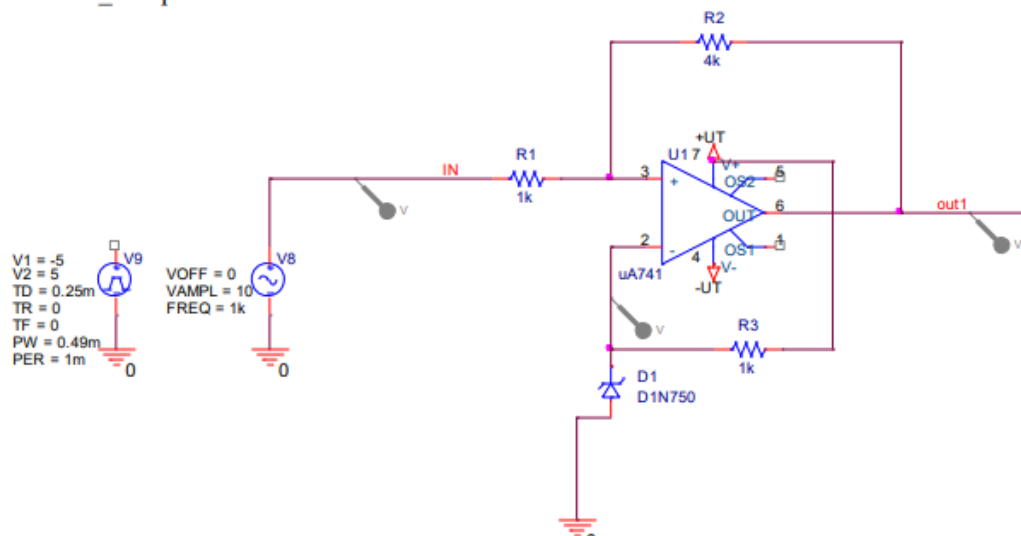 R2
4k
+UT
U1
7
V+
R1
IN
3
+
5
OS2
1k
OUT
6
out1
V
V
2
-
OS1
1
4
V-
uA741
-UT
V1 = -5
V2 = 5
TD = 0.25m
TR = 0
TF = 0
PW = 0.49m
PER = 1m
V9
VOFF = 0
VAMPL = 10
FREQ = 1k
V8
V
R3
1k
0
0
D1
D1N750